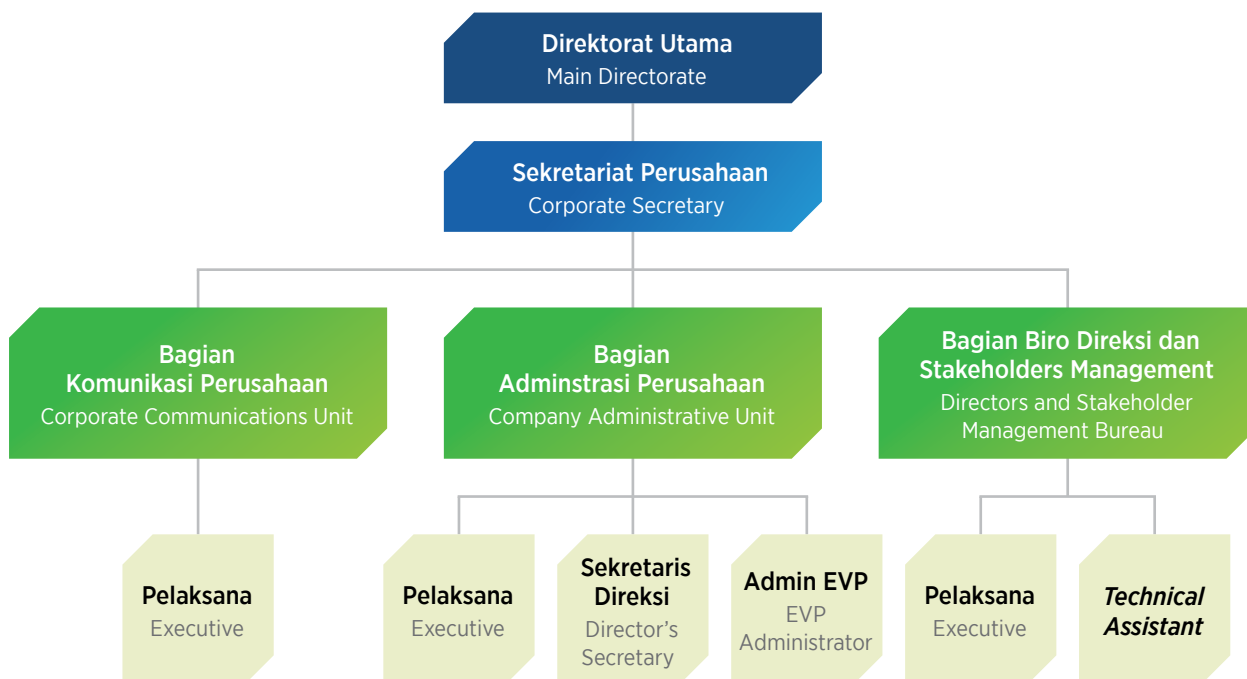 Direktorat Utama
Main Directorate
Sekretariat Perusahaan
Corporate Secretary
Bagian
Komunikasi Perusahaan
Corporate Communications Unit
Bagian
Adminstrasi Perusahaan
Company Administrative Unit
Bagian Biro Direksi dan
Stakeholders Management
Directors and Stakeholder
Management Bureau
Pelaksana
Executive
Pelaksana
Executive
Sekretaris
Direksi
Director’s
Secretary
Admin EVP
EVP
Administrator
Pelaksana
Executive
Technical
Assistant